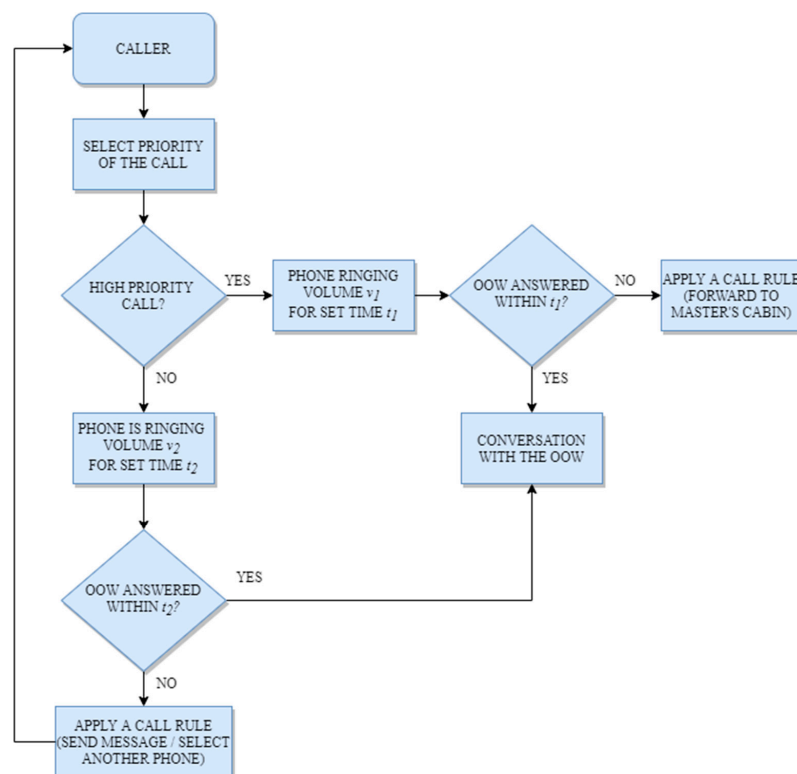 CALLER
SELECT PRIORITY
OF THE CALL
HIGH PRIORITY
CALL?
YES
PHONE RINGING
VOLUME v1
FOR SET TIME t1
OOW ANSWERED
WITHIN t1?
NO
APPLY A CALL RULE
(FORWARD TO
MASTER'S CABIN)
YES
CONVERSATION
WITH THE OOW
NO
PHONE IS RINGING
VOLUME v2
FOR SET TIME t2
OOW ANSWERED
WITHIN t2?
YES
NO
APPLY A CALL RULE
(SEND MESSAGE / SELECT
ANOTHER PHONE)